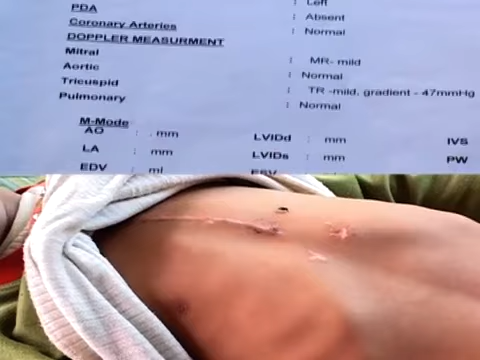 : Left
PDA : Absent
Coronary Arteries : Normal
DOPPLER MEASURMENT
Mitral : MR- mild
Aortic : Normal
Tricuspid : TR -mild, gradient - 47mmHg
Pulmonary : Normal
M-Mode
AO : . mm LVIDd : mm IVS
LA : mm LVIDs : mm PW
EDV : ml ESV